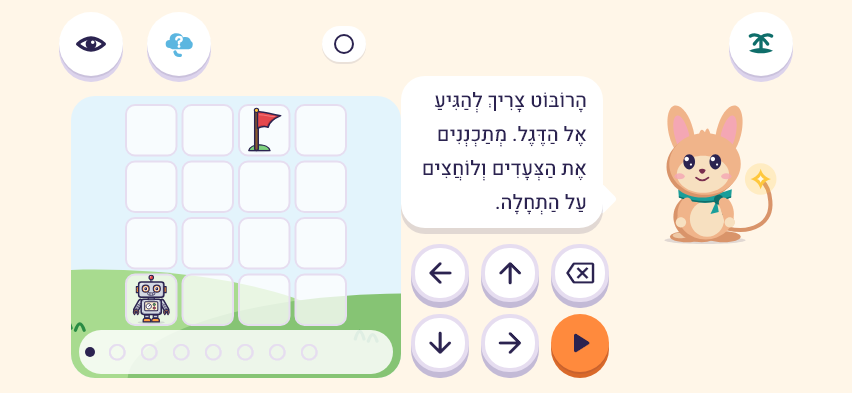 הָרוֹבּוֹט צָרִיךְ לְהַגִּיעַ
אֶל הַדֶּגֶל. מְתַכְנְנִים
אֶת הַצְּעָדִים וְלוֹחֲצִים
עַל הַתְחָלָה.